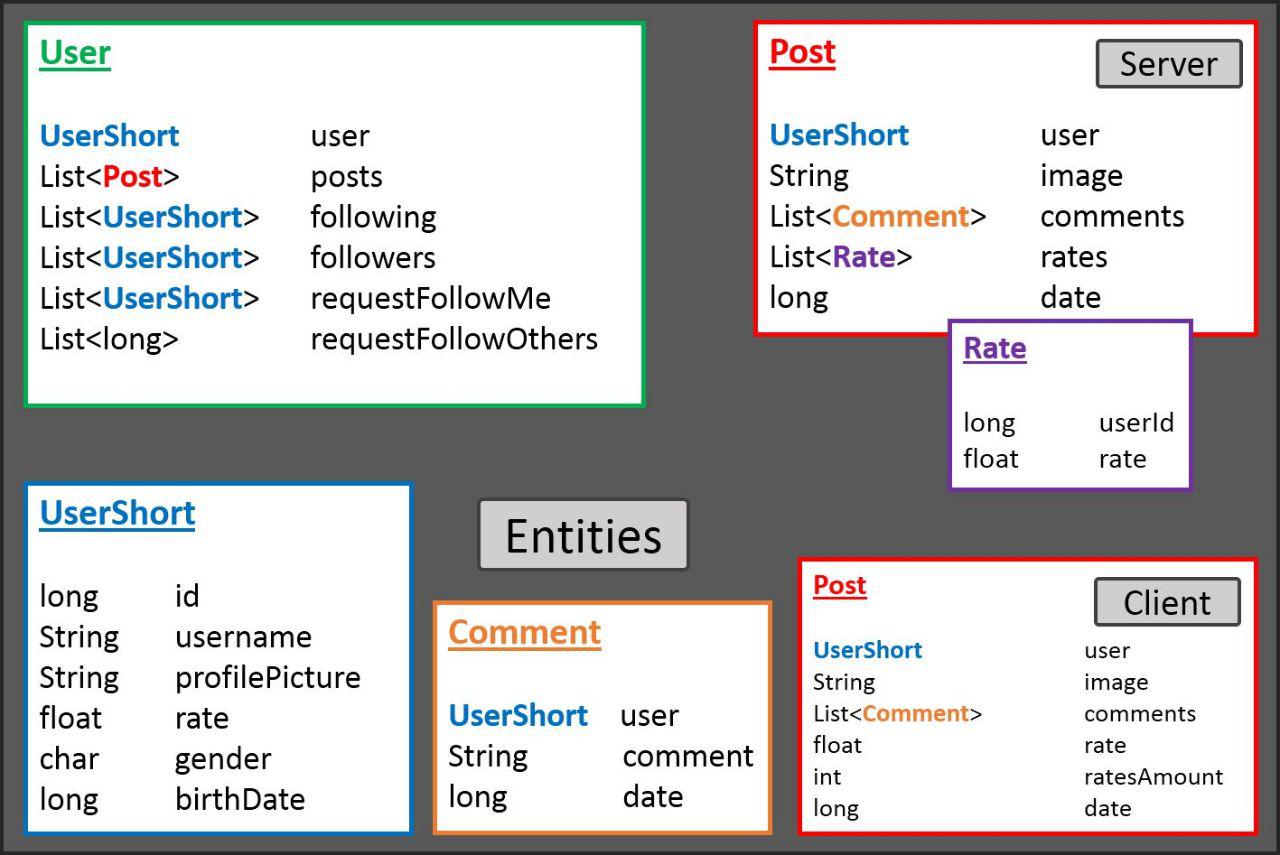 User
UserShort user
List<Post> posts
List<UserShort> following
List<UserShort> followers
List<UserShort> requestFollowMe
List<long> requestFollowOthers
Post
Server
UserShort user
String image
List<Comment> comments
List<Rate> rates
long date
Rate
long userId
float rate
UserShort
long id
String username
String profilePicture
float rate
char gender
long birthDate
Entities
Comment
UserShort user
String comment
long date
Post
Client
UserShort user
String image
List<Comment> comments
float rate
int ratesAmount
long date